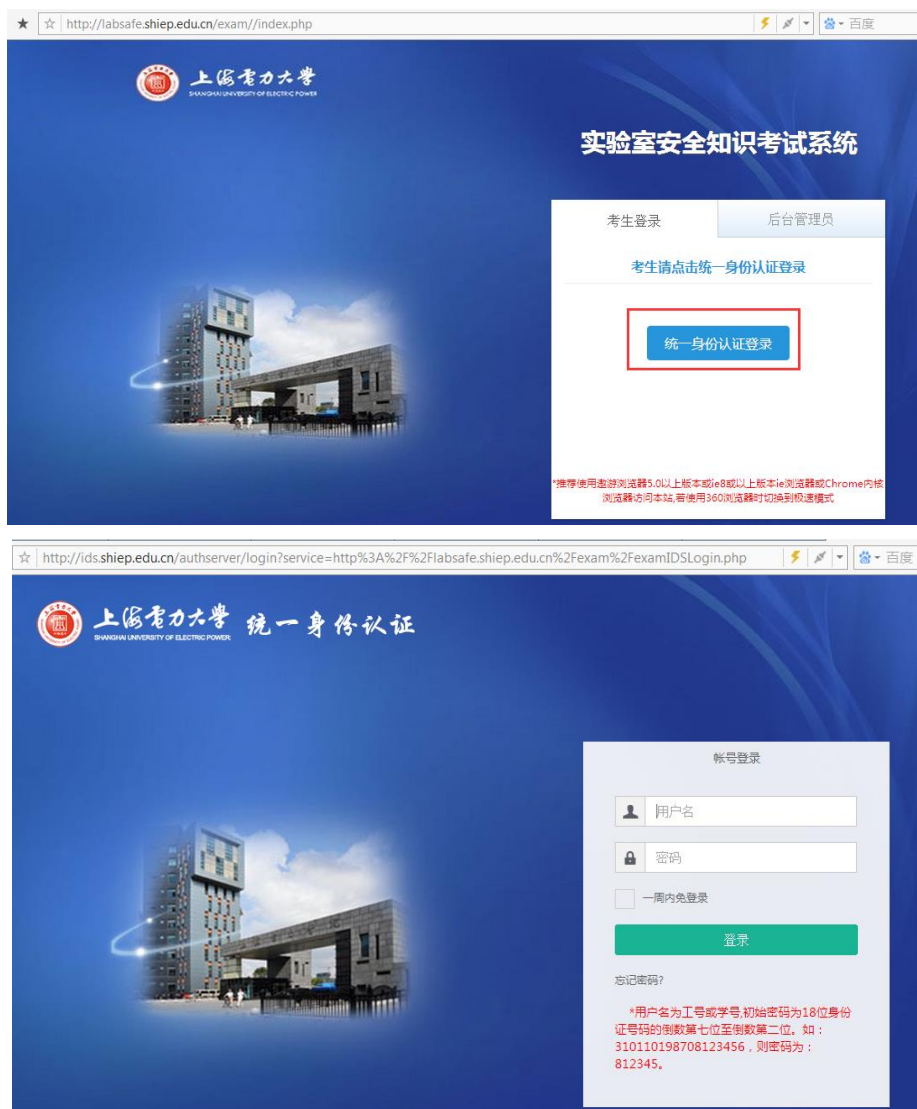 http://labsafe.shiep.edu.cn/exam//index.php
百度
上海电力大学
SHANGHAI UNIVERSITY OF ELECTRIC POWER
实验室安全知识考试系统
考生登录
后台管理员
考生请点击统一身份认证登录
统一身份认证登录
*推荐使用遨游浏览器5.0以上版本或ie8或以上版本ie浏览器或Chrome内核
浏览器访问本站,若使用360浏览器时切换到极速模式
http://ids.shiep.edu.cn/authserver/login?service=http%3A%2F%2Flabsafe.shiep.edu.cn%2Fexam%2FexamIDSLogin.php
百度
上海电力大学 统一身份认证
SHANGHAI UNIVERSITY OF ELECTRIC POWER
帐号登录
用户名
密码
一周内免登录
登录
忘记密码?
*用户名为工号或学号,初始密码为18位身份
证号码的倒数第七位至倒数第二位。如：
310110198708123456，则密码为：
812345。